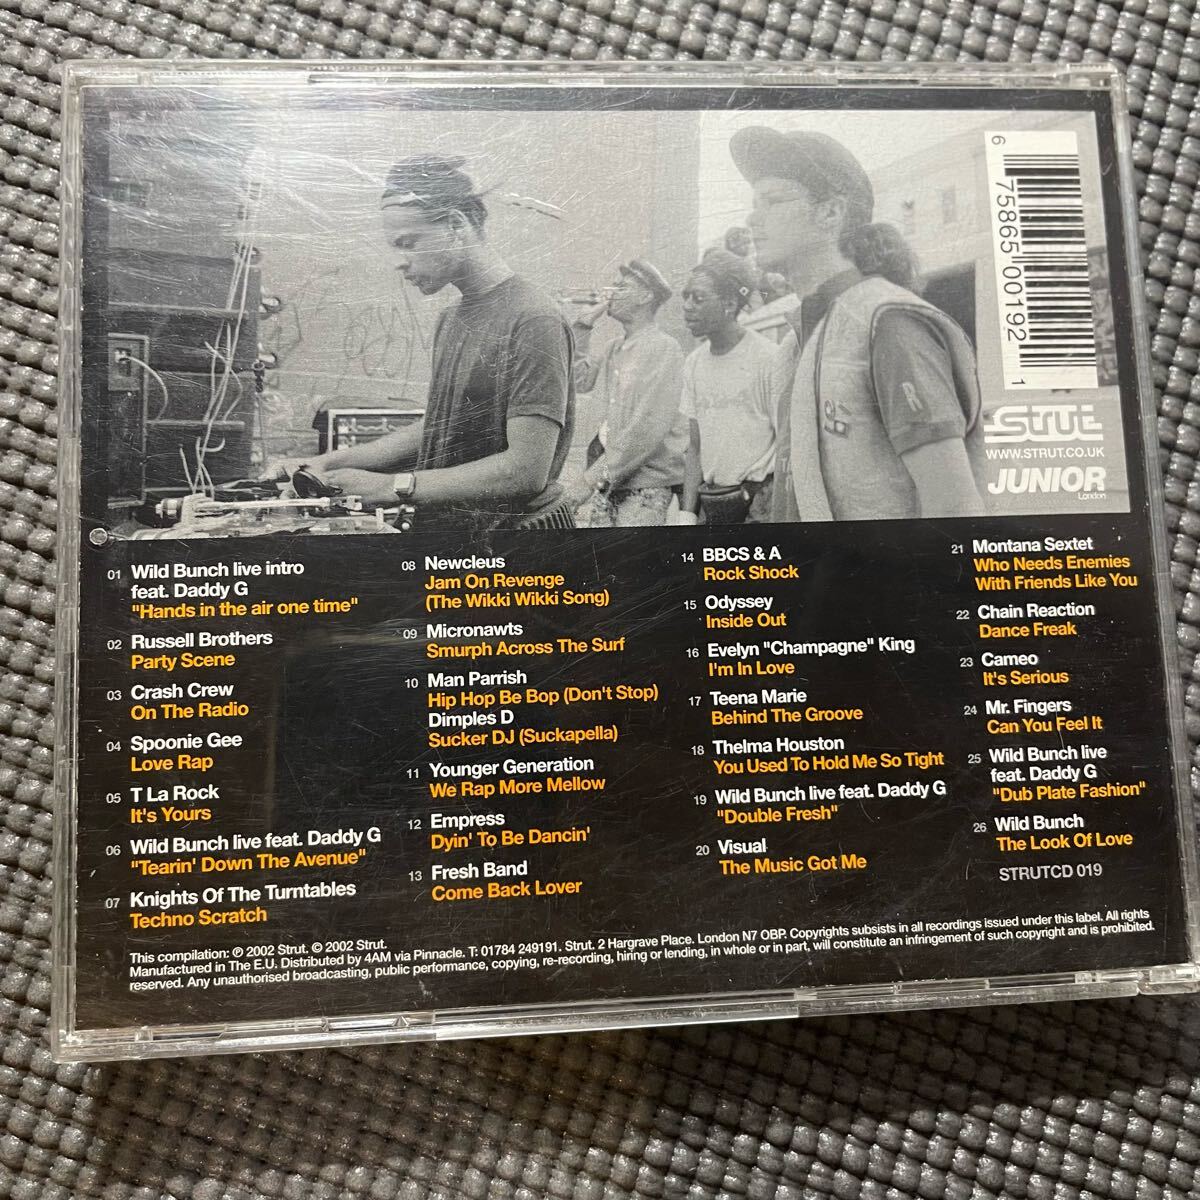 6 75865 00192 1
Strut
WWW.STRUT.CO.UK
JUNIOR
London
01 Wild Bunch live intro
feat. Daddy G
"Hands in the air one time"
02 Russell Brothers
Party Scene
03 Crash Crew
On The Radio
04 Spoonie Gee
Love Rap
05 T La Rock
It's Yours
06 Wild Bunch live feat. Daddy G
"Tearin' Down The Avenue"
07 Knights Of The Turntables
Techno Scratch
08 Newcleus
Jam On Revenge
(The Wikki Wikki Song)
09 Micronawts
Smurph Across The Surf
10 Man Parrish
Hip Hop Be Bop (Don't Stop)
Dimples D
Sucker DJ (Suckapella)
11 Younger Generation
We Rap More Mellow
12 Empress
Dyin' To Be Dancin'
13 Fresh Band
Come Back Lover
14 BBCS & A
Rock Shock
15 Odyssey
Inside Out
16 Evelyn "Champagne" King
I'm In Love
17 Teena Marie
Behind The Groove
18 Thelma Houston
You Used To Hold Me So Tight
19 Wild Bunch live feat. Daddy G
"Double Fresh"
20 Visual
The Music Got Me
21 Montana Sextet
Who Needs Enemies
With Friends Like You
22 Chain Reaction
Dance Freak
23 Cameo
It's Serious
24 Mr. Fingers
Can You Feel It
25 Wild Bunch live
feat. Daddy G
"Dub Plate Fashion"
26 Wild Bunch
The Look Of Love
STRUTCD 019
This compilation: ℗ 2002 Strut. © 2002 Strut.
Manufactured in The E.U. Distributed by 4AM via Pinnacle. T: 01784 249191. Strut. 2 Hargrave Place. London N7 OBP. Copyrights subsists in all recordings issued under this label. All rights
reserved. Any unauthorised broadcasting, public performance, copying, re-recording, hiring or lending, in whole or in part, will constitute an infringement of such copyright and is prohibited.